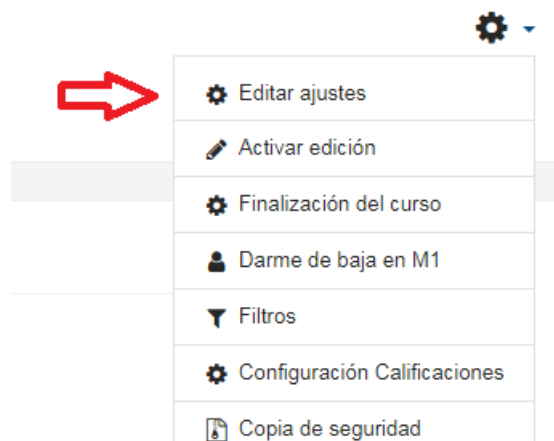 Editar ajustes
Activar edición
Finalización del curso
Darme de baja en M1
Filtros
Configuración Calificaciones
Copia de seguridad